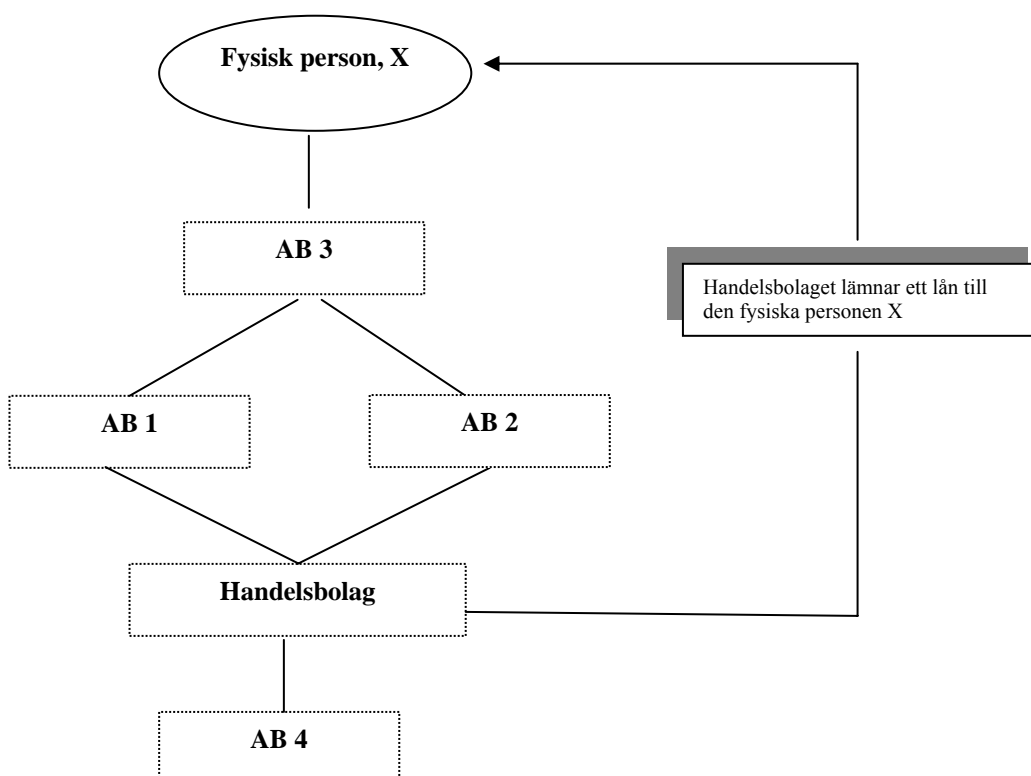 Fysisk person, X
AB 3
Handelsbolaget lämnar ett lån till
den fysiska personen X
AB 1
AB 2
Handelsbolag
AB 4